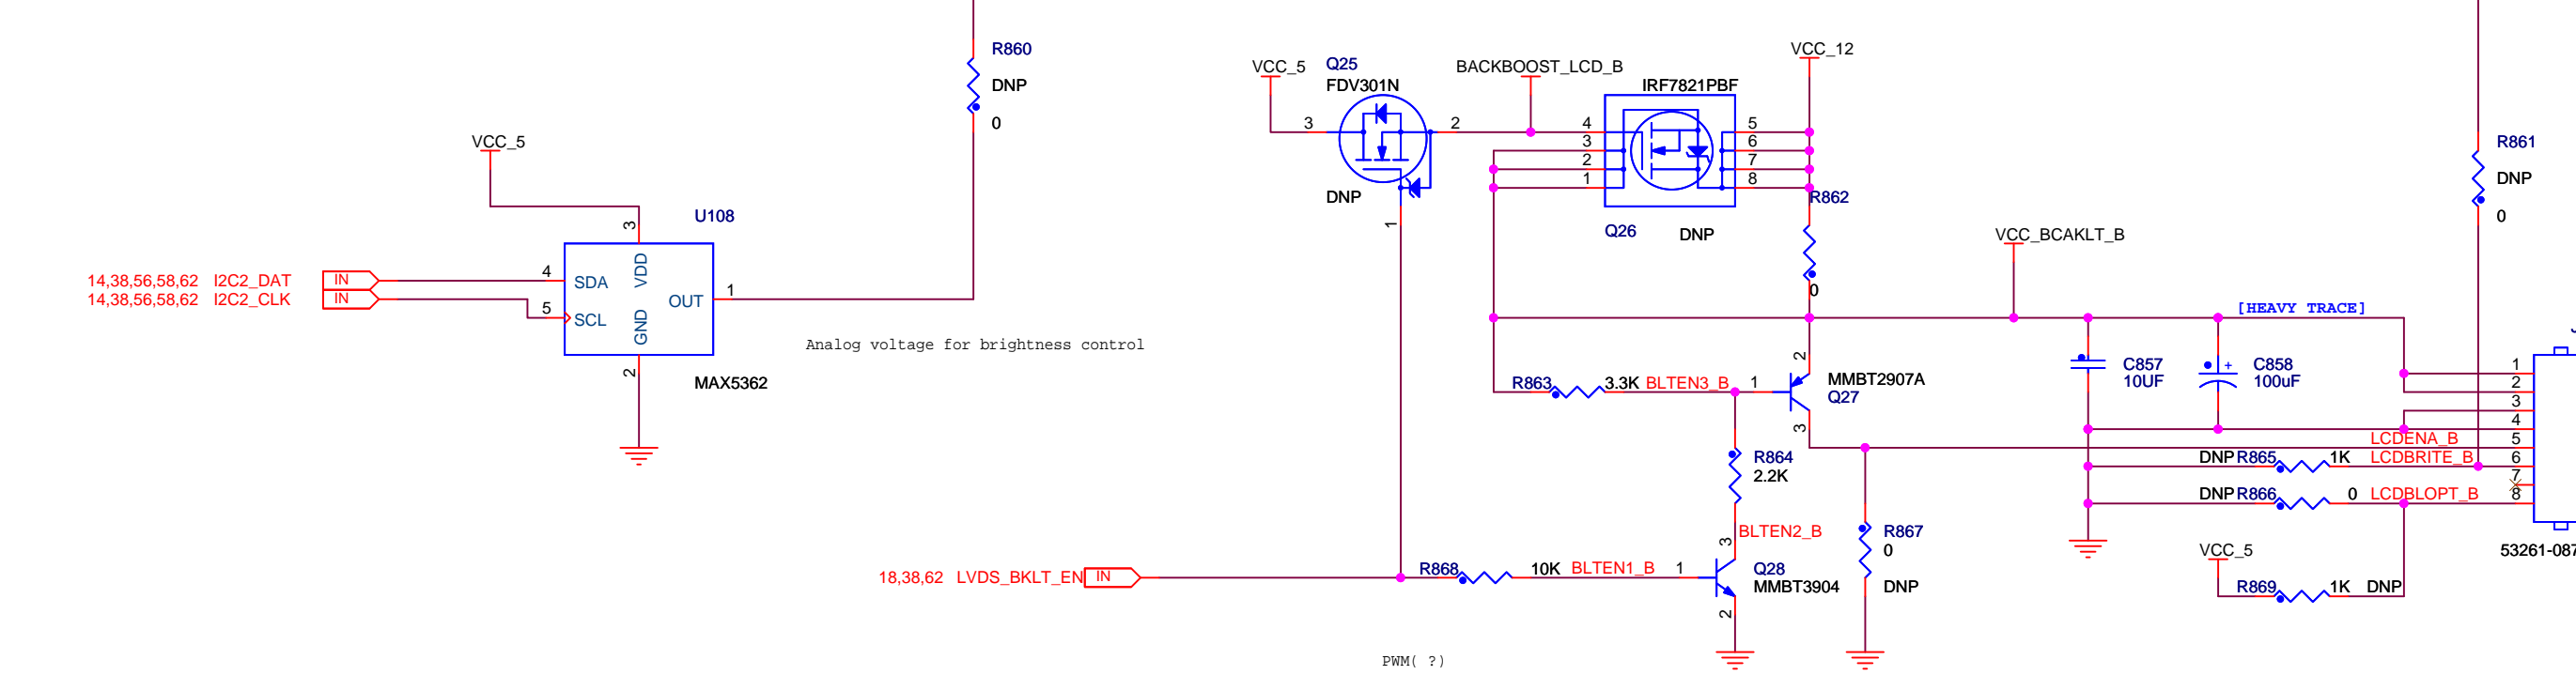 R860
DNP
0
VCC_5
U108
3
VDD
14,38,56,58,62 I2C2_DAT IN 4 SDA
14,38,56,58,62 I2C2_CLK IN 5 SCL
OUT 1
GND
2
MAX5362
Analog voltage for brightness control
VCC_5
Q25
FDV301N
3
2
DNP
1
BACKBOOST_LCD_B
IRF7821PBF
4
3
2
1
5
6
7
8
Q26
DNP
VCC_12
R862
0
VCC_BCAKLT_B
[HEAVY TRACE]
R861
DNP
0
R863 3.3K BLTEN3_B 1
2
MMBT2907A
Q27
3
C857
10UF
+ C858
100uF
1
2
3
4
LCDENA_B 5
DNP R865 1K LCDBRITE_B 6
7
DNP R866 0 LCDBLOPT_B 8
R864
2.2K
BLTEN2_B
3
18,38,62 LVDS_BKLT_EN IN
R868 10K BLTEN1_B 1
Q28
MMBT3904
2
R867
0
DNP
VCC_5
R869 1K DNP
53261-087
PWM( ?)